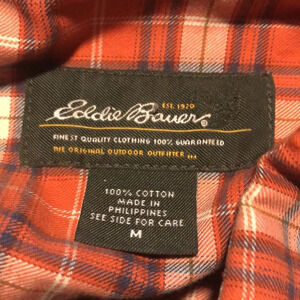 EST. 1920
Eddie Bauer
FINEST QUALITY CLOTHING 100% GUARANTEED
THE ORIGINAL OUTDOOR OUTFITTER
100% COTTON
MADE IN
PHILIPPINES
SEE SIDE FOR CARE
M